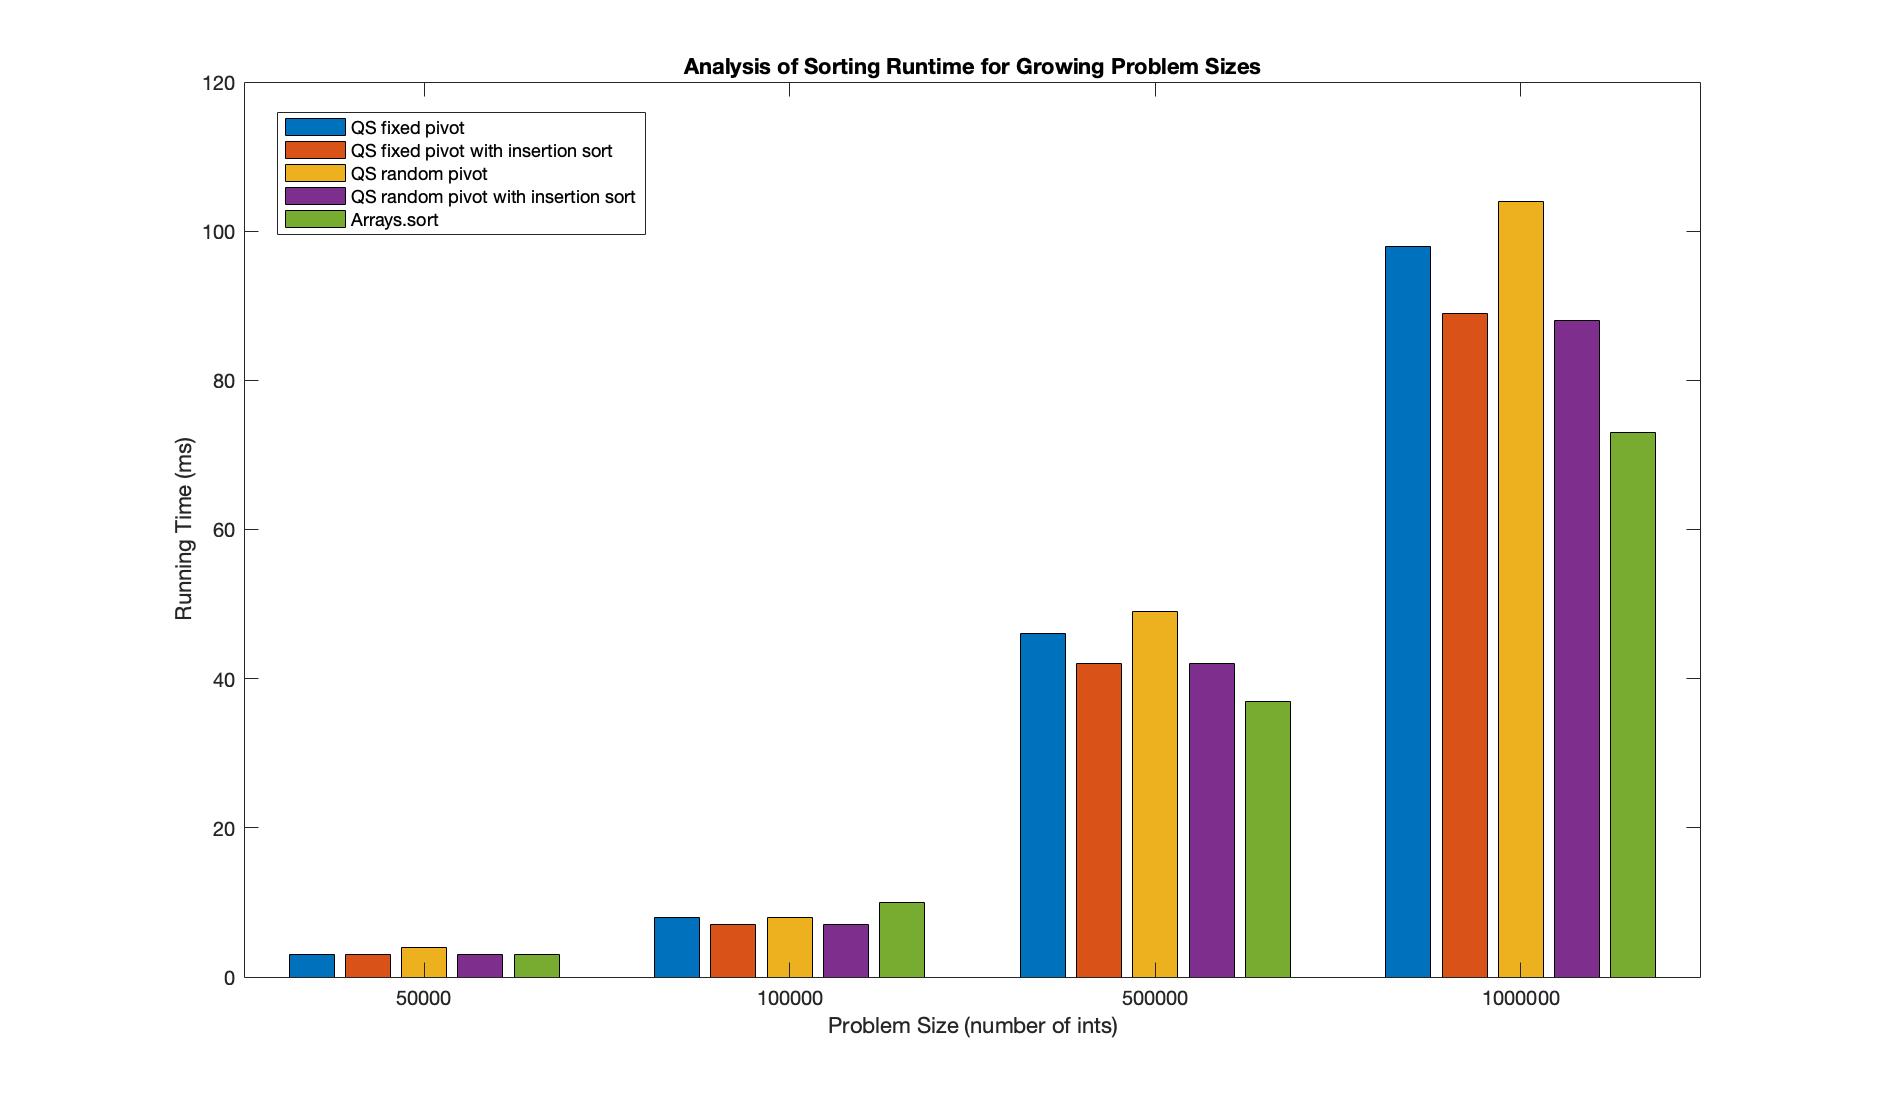 Analysis of Sorting Runtime for Growing Problem Sizes
120
100
80
60
40
20
0
Running Time (ms)
QS fixed pivot
QS fixed pivot with insertion sort
QS random pivot
QS random pivot with insertion sort
Arrays.sort
50000 100000 500000 1000000
Problem Size (number of ints)